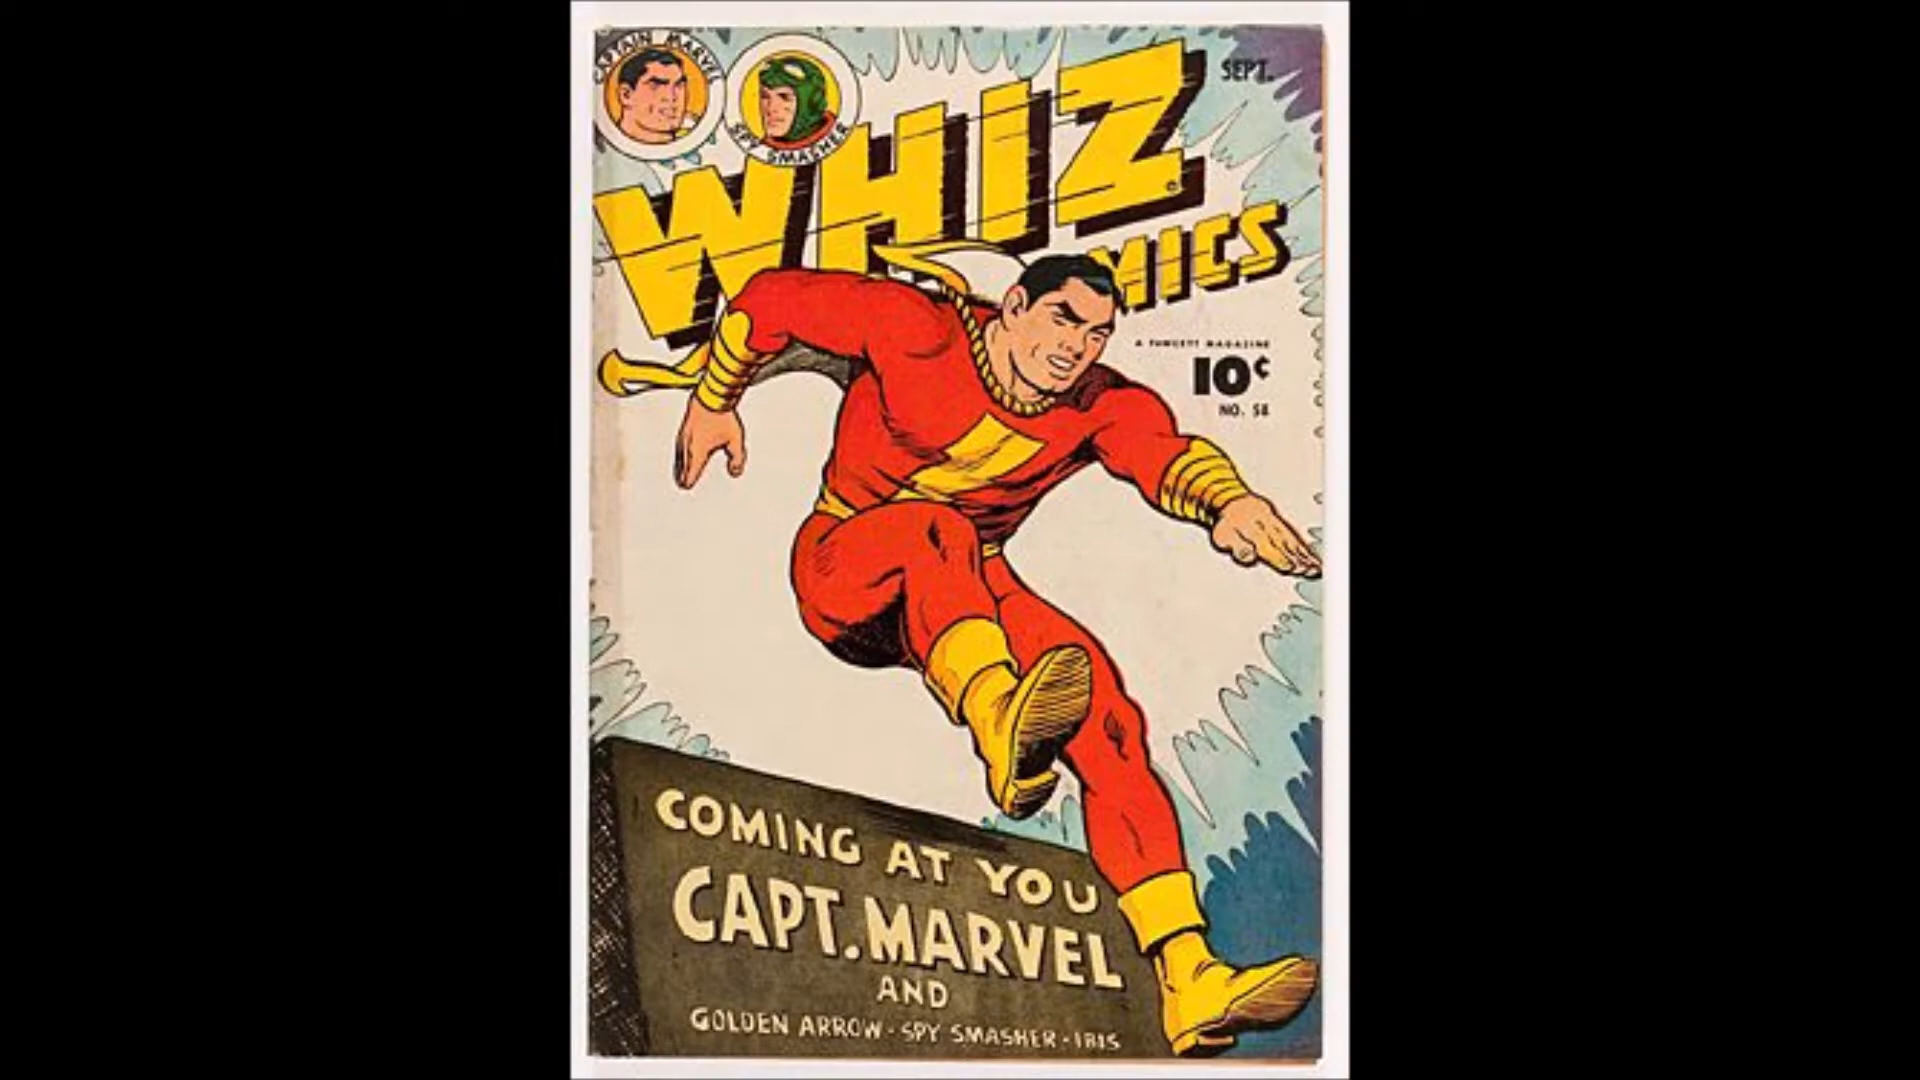 CAPTAIN MARVEL
SPY SMASHER
SEPT.
WHIZ
MICS
A FAWCETT MAGAZINE
10¢
NO. 58
COMING AT YOU
CAPT. MARVEL
AND
GOLDEN ARROW - SPY SMASHER - IBIS